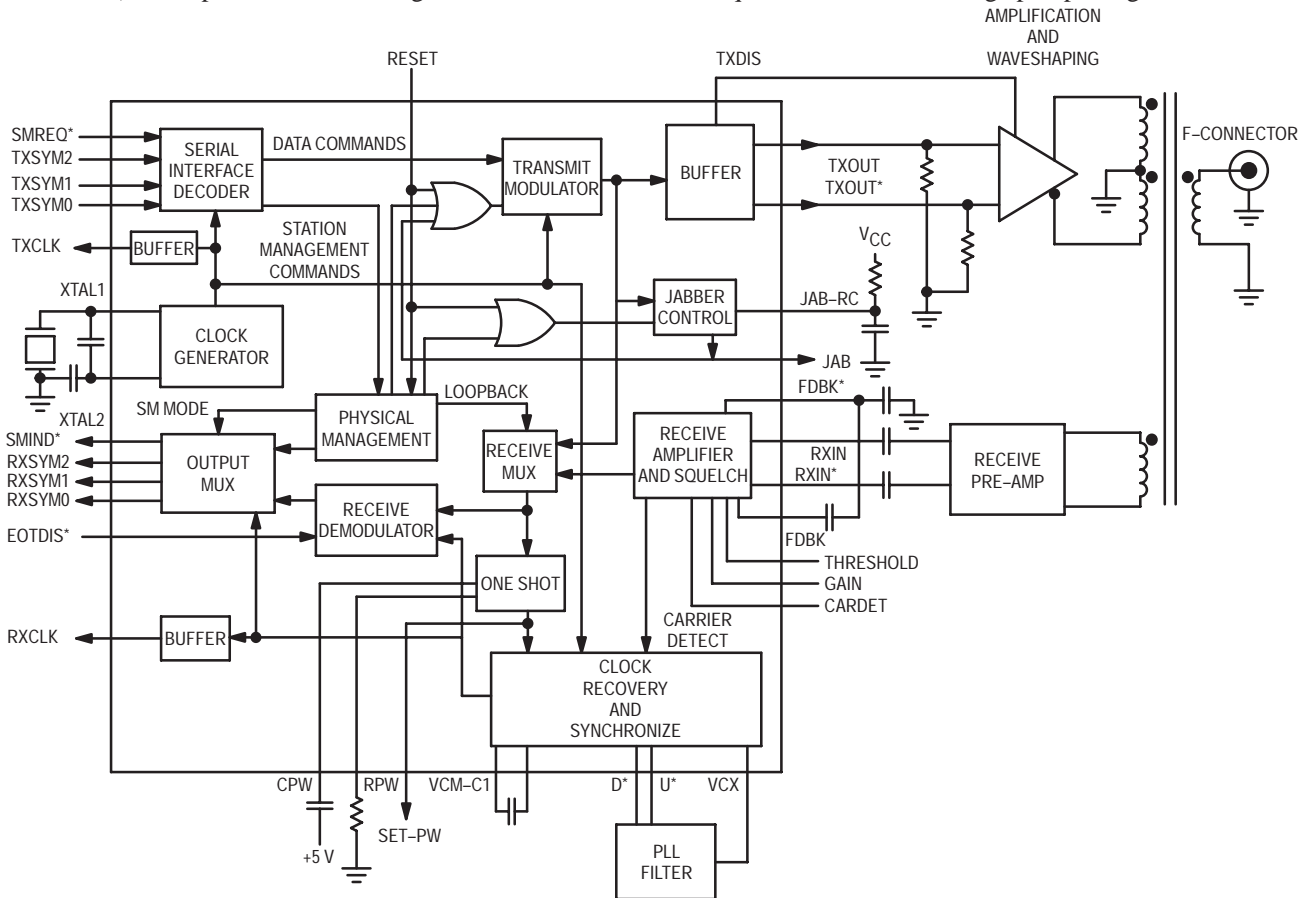 AMPLIFICATION
AND
WAVESHAPING
RESET
TXDIS
F–CONNECTOR
SMREQ*
TXSYM2
TXSYM1
TXSYM0
SERIAL
INTERFACE
DECODER
DATA COMMANDS
TRANSMIT
MODULATOR
BUFFER
TXOUT
TXOUT*
TXCLK
BUFFER
STATION
MANAGEMENT
COMMANDS
VCC
XTAL1
CLOCK
GENERATOR
JABBER
CONTROL
JAB–RC
JAB
XTAL2
SM MODE
PHYSICAL
MANAGEMENT
LOOPBACK
FDBK*
SMIND*
RXSYM2
RXSYM1
RXSYM0
OUTPUT
MUX
RECEIVE
MUX
RECEIVE
AMPLIFIER
AND SQUELCH
RXIN
RXIN*
RECEIVE
PRE–AMP
EOTDIS*
RECEIVE
DEMODULATOR
FDBK
THRESHOLD
GAIN
CARDET
ONE SHOT
CARRIER
DETECT
RXCLK
BUFFER
CLOCK
RECOVERY
AND
SYNCHRONIZE
CPW
RPW
VCM–C1
D*
U*
VCX
SET–PW
+5 V
PLL
FILTER